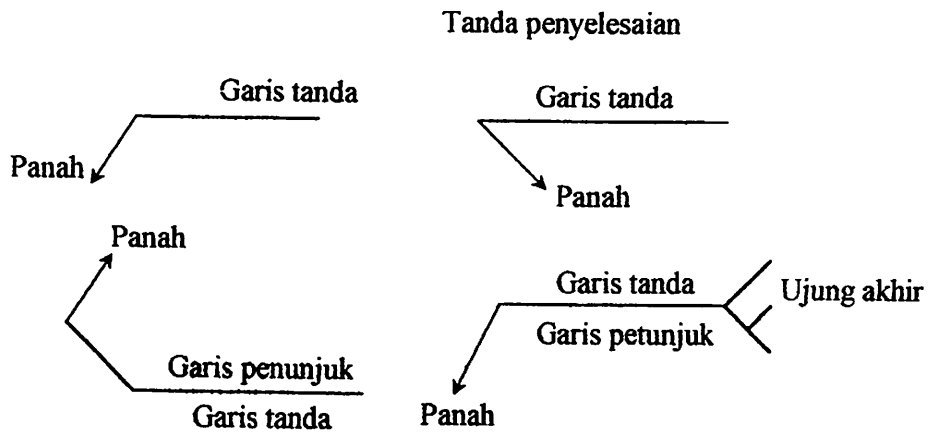 Tanda penyelesaian
Garis tanda
Panah
Garis tanda
Panah
Panah
Garis penunjuk
Garis tanda
Garis tanda
Ujung akhir
Garis petunjuk
Panah